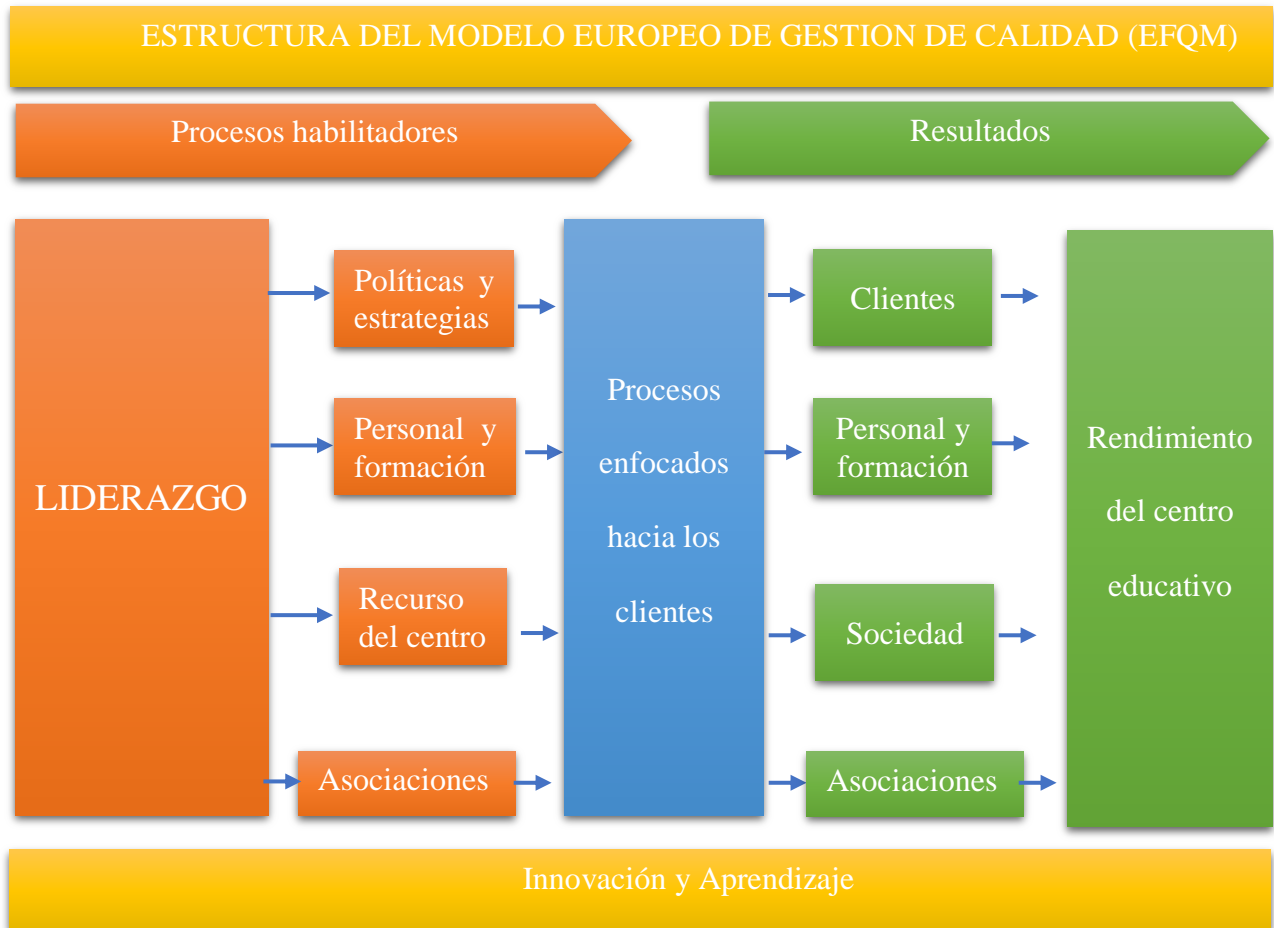 ESTRUCTURA DEL MODELO EUROPEO DE GESTION DE CALIDAD (EFQM)
Procesos habilitadores
Resultados
LIDERAZGO
Políticas y
estrategias
Personal y
formación
Recurso
del centro
Asociaciones
Procesos
enfocados
hacia los
clientes
Clientes
Personal y
formación
Sociedad
Asociaciones
Rendimiento
del centro
educativo
Innovación y Aprendizaje